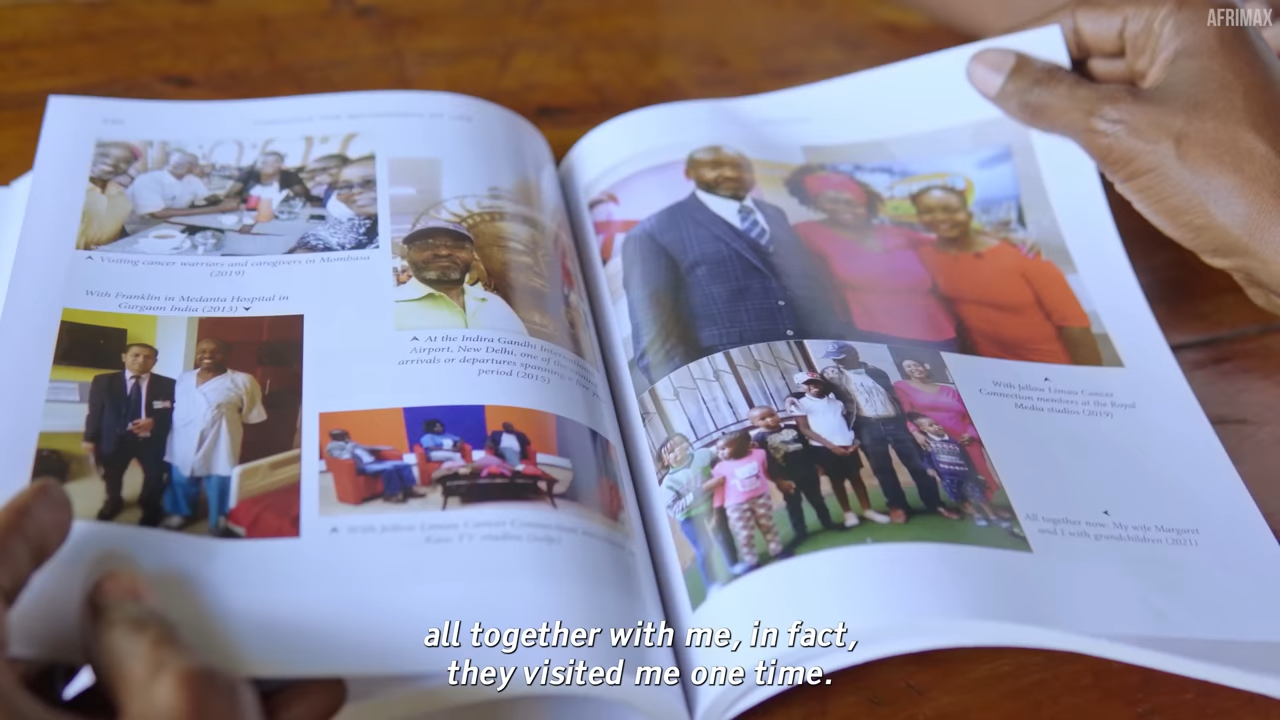 AFRIMAX
Visiting cancer warriors and caregivers in Mombasa
(2019)
With Franklin in Medanta Hospital in
Gurgaon India (2013)
At the Indira Gandhi
Airport, New Delhi, one of the
arrivals or departures spanning a
period (2015)
With Jellow Limau Cancer
Connection members at the Royal
Media studios (2019)
All together now: My wife Margaret
and I with grandchildren (2021)
all together with me, in fact,
they visited me one time.